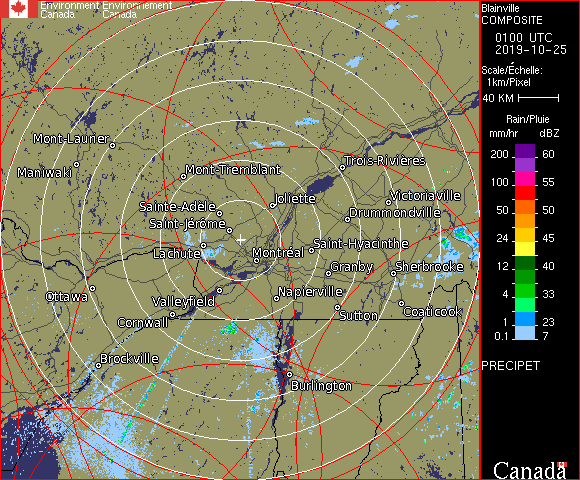 Environment Environnement
Canada Canada
Blainville
COMPOSITE
0100 UTC
2019-10-25
Scale/Échelle:
1km/Pixel
40 KM
Rain/Pluie
mm/hr dBZ
200 60
100 55
50 50
24 45
12 40
4 33
1 23
0.1 7
PRECIPET
Canada
Mont-Laurier
Maniwaki
Mont-Tremblant
Trois-Rivières
Joliette
Victoriaville
Sainte-Adèle
Drummondville
Saint-Jérôme
Saint-Hyacinthe
Lachute
Montréal
Granby
Sherbrooke
Ottawa
Valleyfield
Napierville
Cornwall
Sutton
Coaticook
Brockville
Burlington